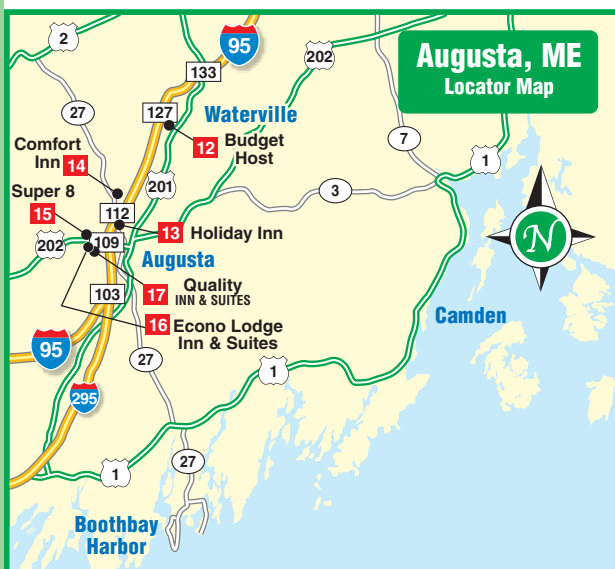 2
95
202
Augusta, ME
Locator Map
133
27
127
Waterville
7
Comfort
Inn 14
12 Budget
Host
1
Super 8
201
3
15
112
202
109
13 Holiday Inn
N
Augusta
17 Quality
INN & SUITES
103
16 Econo Lodge
Inn & Suites
Camden
95
27
1
295
27
1
Boothbay
Harbor